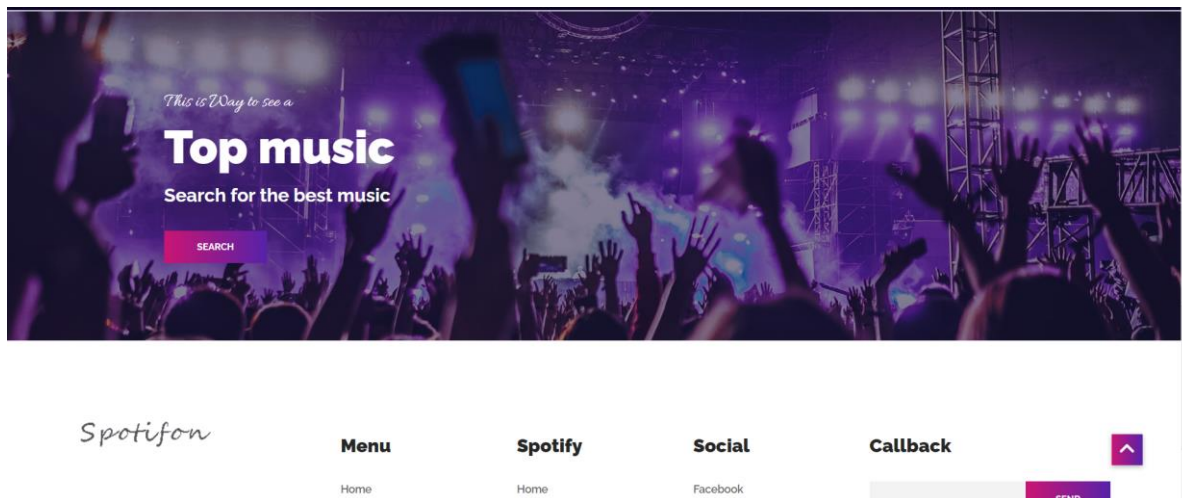 This is Way to see a
Top music
Search for the best music
SEARCH
Spotifon
Menu
Spotify
Social
Callback
Home
Home
Facebook
SEND